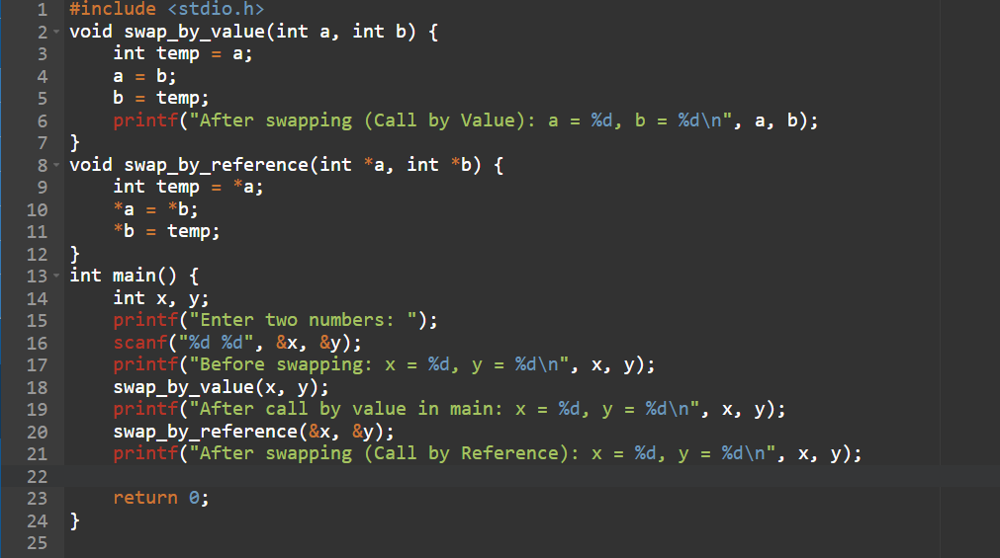 1 #include <stdio.h>
2 void swap_by_value(int a, int b) {
3     int temp = a;
4     a = b;
5     b = temp;
6     printf("After swapping (Call by Value): a = %d, b = %d\n", a, b);
7 }
8 void swap_by_reference(int *a, int *b) {
9     int temp = *a;
10     *a = *b;
11     *b = temp;
12 }
13 int main() {
14     int x, y;
15     printf("Enter two numbers: ");
16     scanf("%d %d", &x, &y);
17     printf("Before swapping: x = %d, y = %d\n", x, y);
18     swap_by_value(x, y);
19     printf("After call by value in main: x = %d, y = %d\n", x, y);
20     swap_by_reference(&x, &y);
21     printf("After swapping (Call by Reference): x = %d, y = %d\n", x, y);
22
23     return 0;
24 }
25